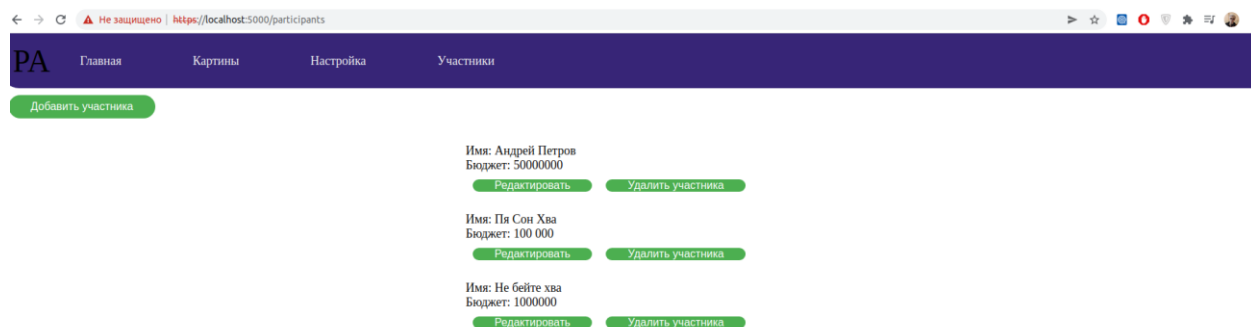 Не защищено | https://localhost:5000/participants
PA Главная Картины Настройка Участники
Добавить участника
Имя: Андрей Петров
Бюджет: 50000000
Редактировать Удалить участника
Имя: Пя Сон Хва
Бюджет: 100 000
Редактировать Удалить участника
Имя: Не бейте хва
Бюджет: 1000000
Редактировать Удалить участника